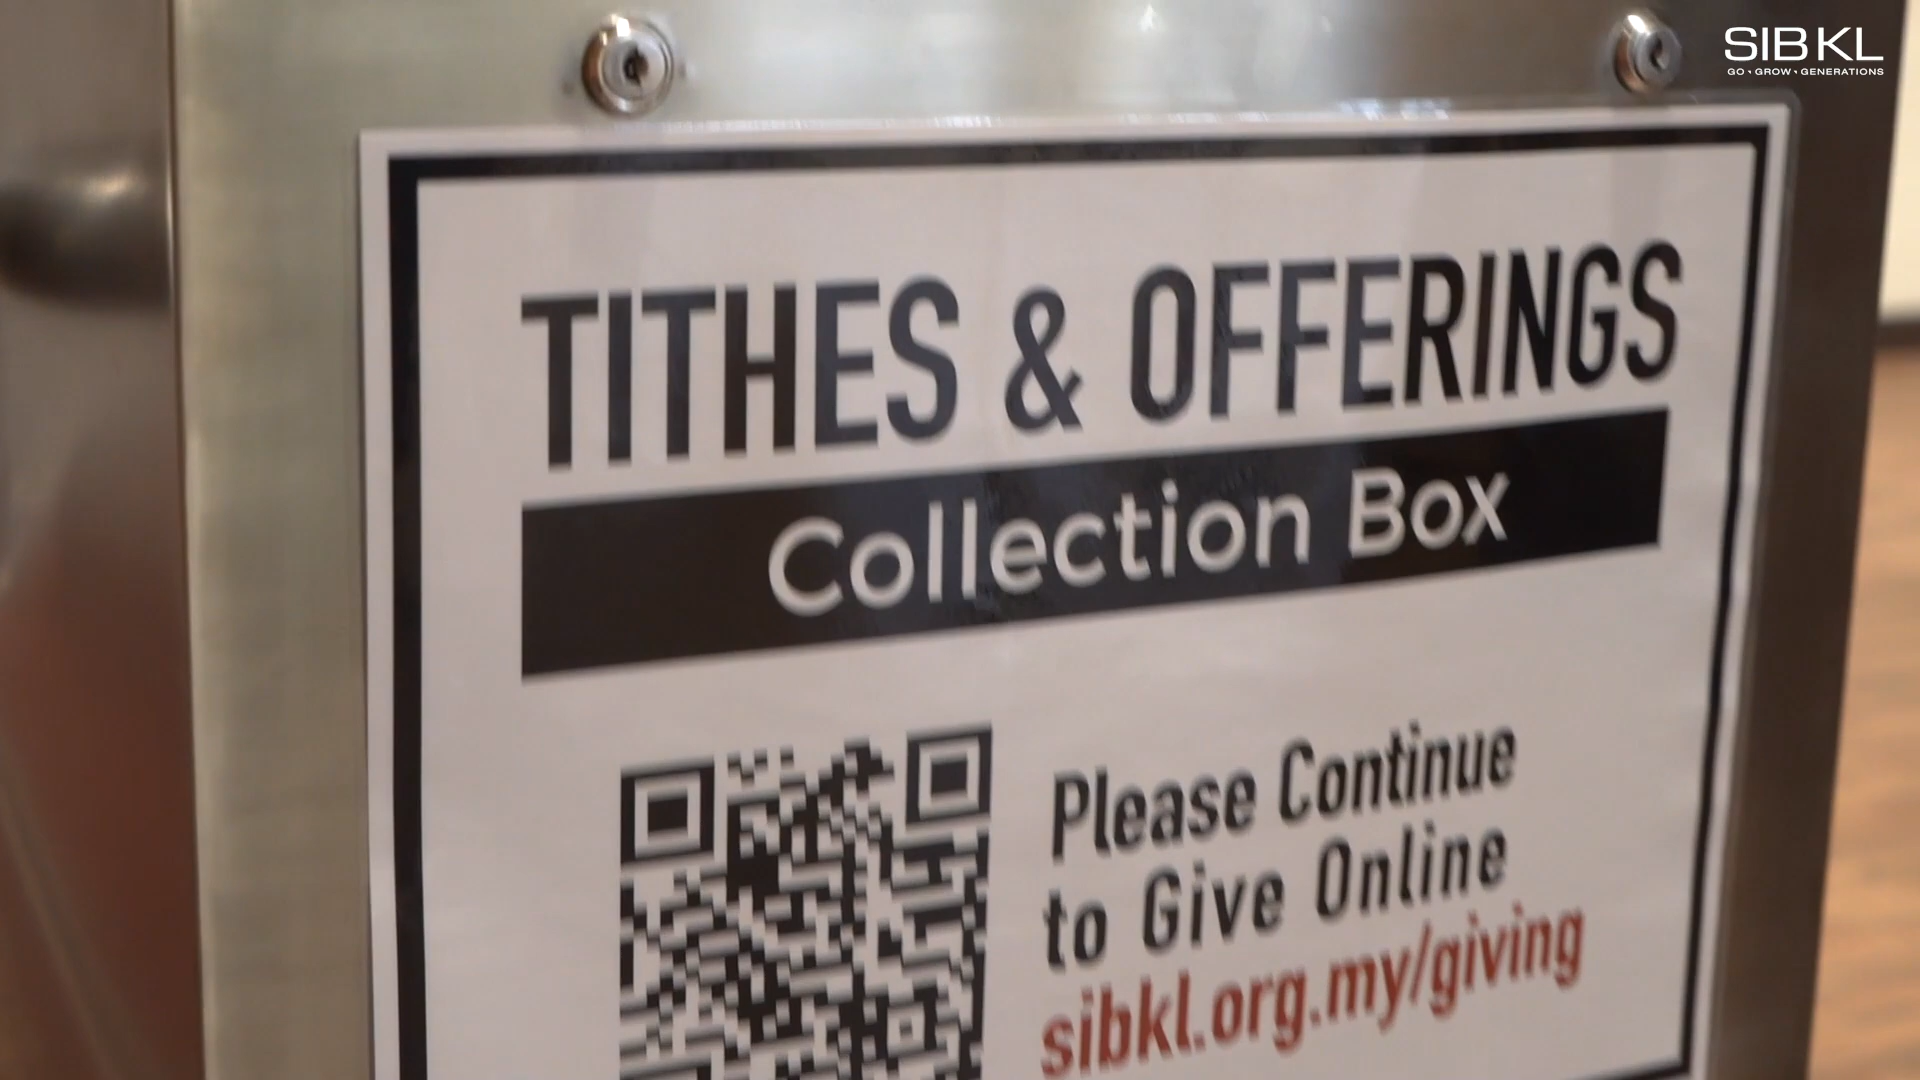 SIBKL
GO • GROW • GENERATIONS
TITHES & OFFERINGS
Collection Box
Please Continue
to Give Online
sibkl.org.my/giving